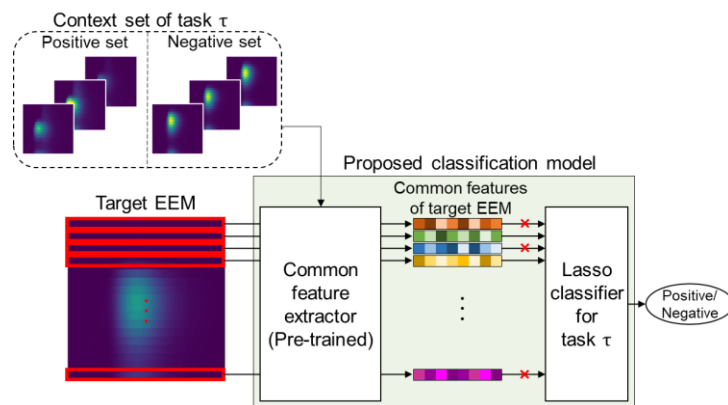 Context set of task τ
Positive set
Negative set
Proposed classification model
Target EEM
Common features
of target EEM
Common
feature
extractor
(Pre-trained)
Lasso
classifier
for
task τ
Positive/
Negative